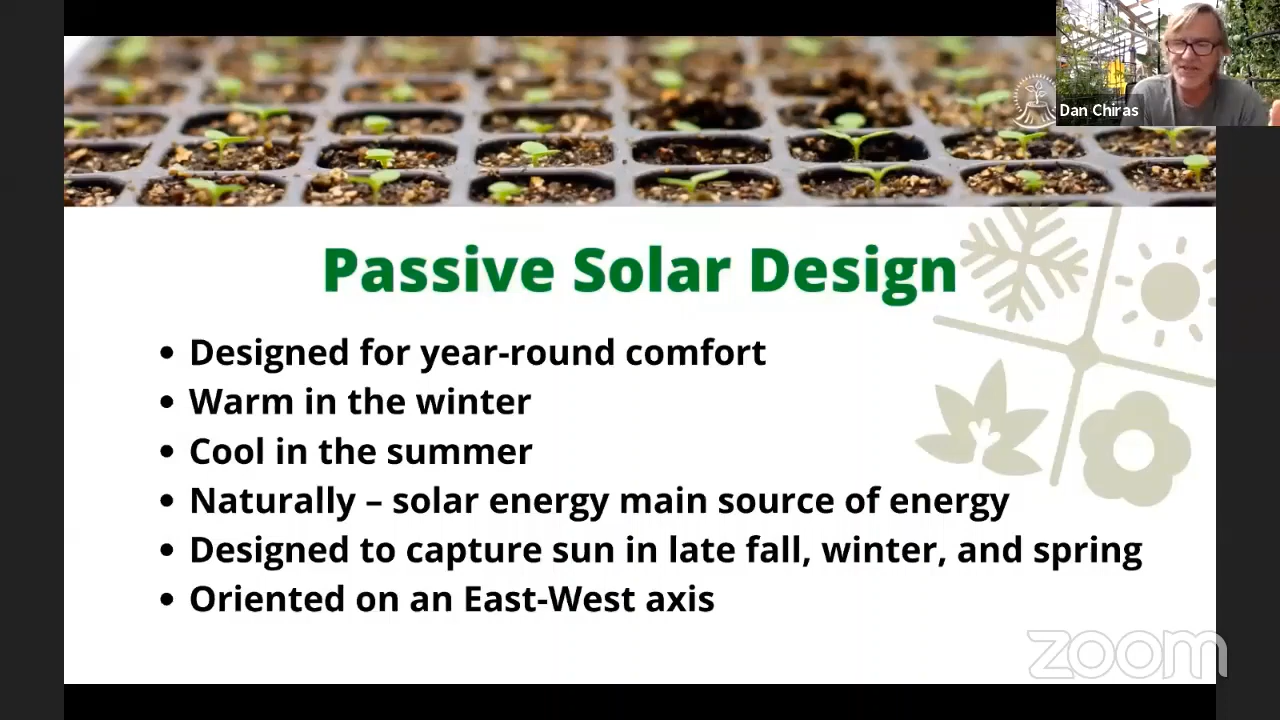 Dan Chiras
Passive Solar Design
• Designed for year-round comfort
• Warm in the winter
• Cool in the summer
• Naturally – solar energy main source of energy
• Designed to capture sun in late fall, winter, and spring
• Oriented on an East-West axis
zoom